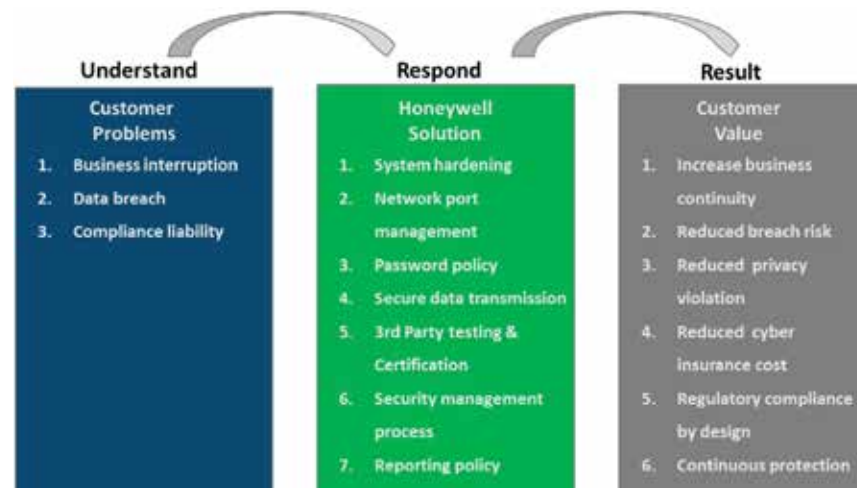 Understand
Customer
Problems
1. Business interruption
2. Data breach
3. Compliance liability
Respond
Honeywell
Solution
1. System hardening
2. Network port
management
3. Password policy
4. Secure data transmission
5. 3rd Party testing &
Certification
6. Security management
process
7. Reporting policy
Result
Customer
Value
1. Increase business
continuity
2. Reduced breach risk
3. Reduced privacy
violation
4. Reduced cyber
insurance cost
5. Regulatory compliance
by design
6. Continuous protection